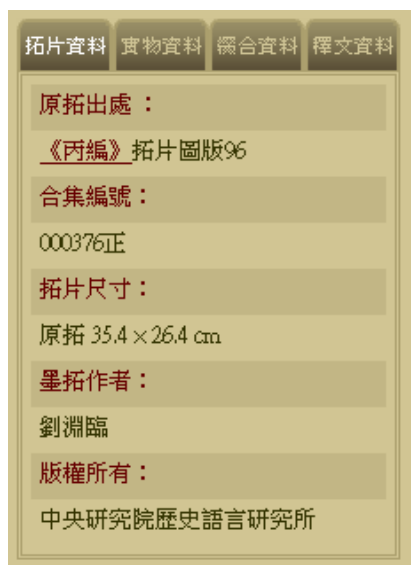 拓片資料 實物資料 綴合資料 釋文資料
原拓出處：
《丙編》拓片圖版96
合集編號：
000376正
拓片尺寸：
原拓 35.4×26.4 cm
墨拓作者：
劉淵臨
版權所有：
中央研究院歷史語言研究所